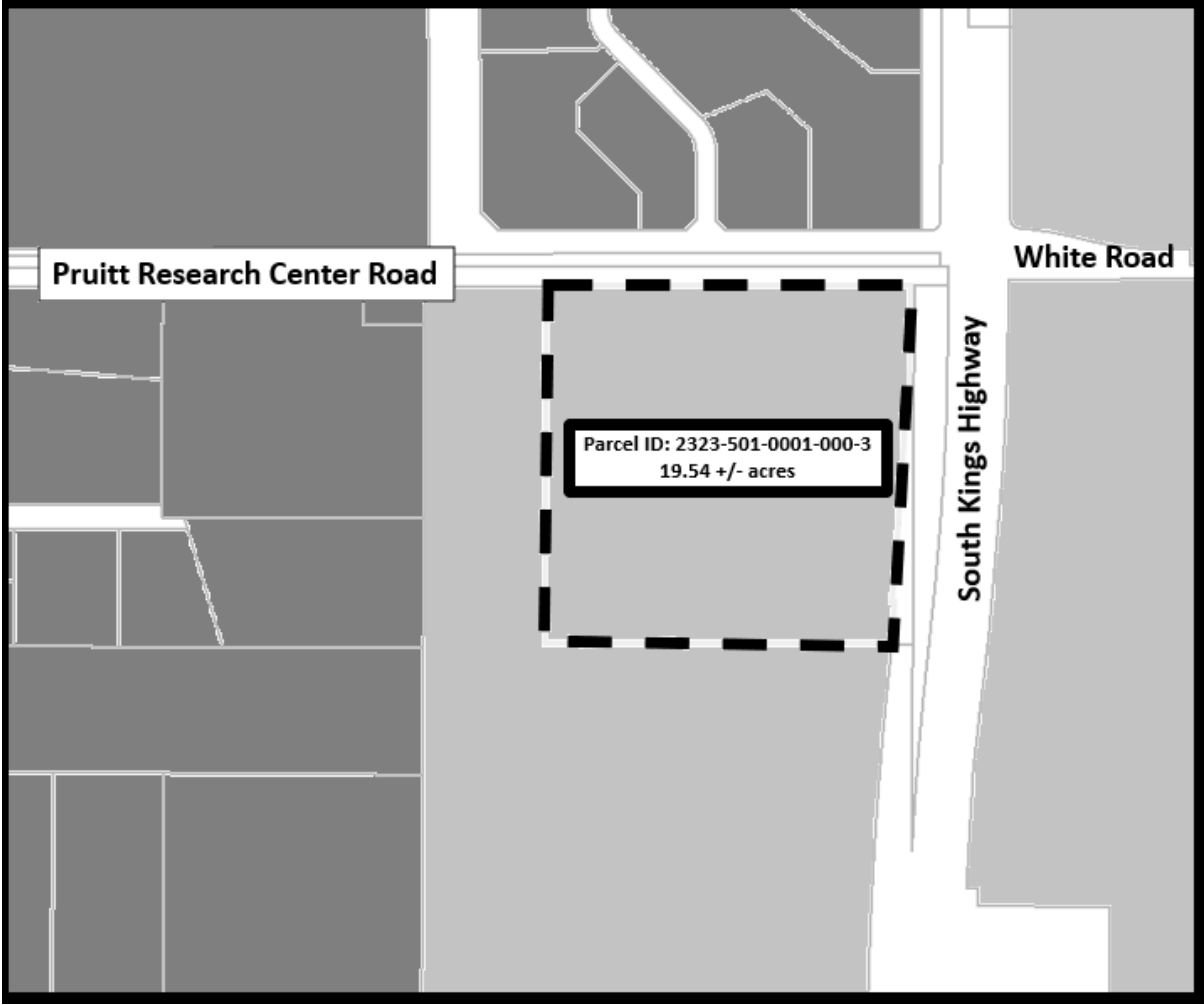 White Road
Pruitt Research Center Road
South Kings Highway
Parcel ID: 2323-501-0001-000-3
19.54 +/- acres